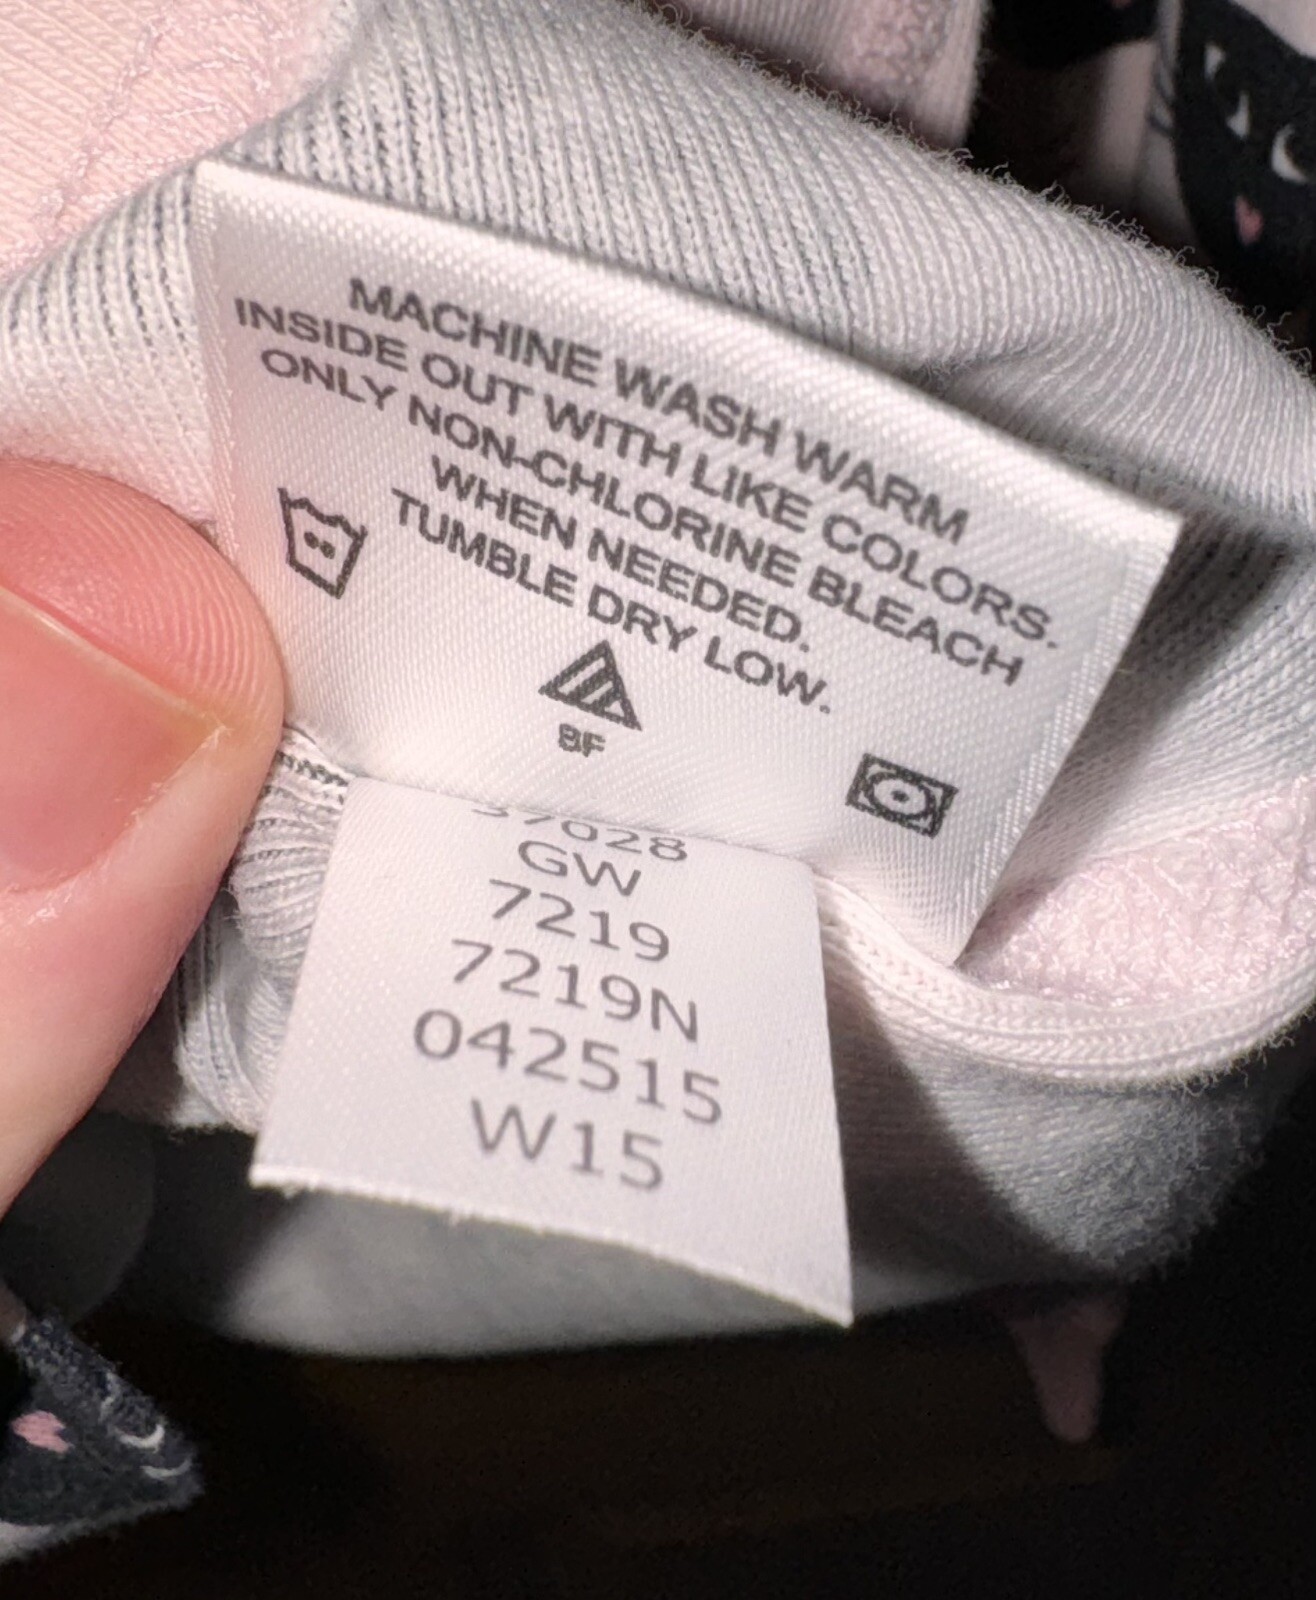 MACHINE WASH WARM
INSIDE OUT WITH LIKE COLORS.
ONLY NON-CHLORINE BLEACH
WHEN NEEDED.
TUMBLE DRY LOW.
8F
37028
GW
7219
7219N
042515
W15